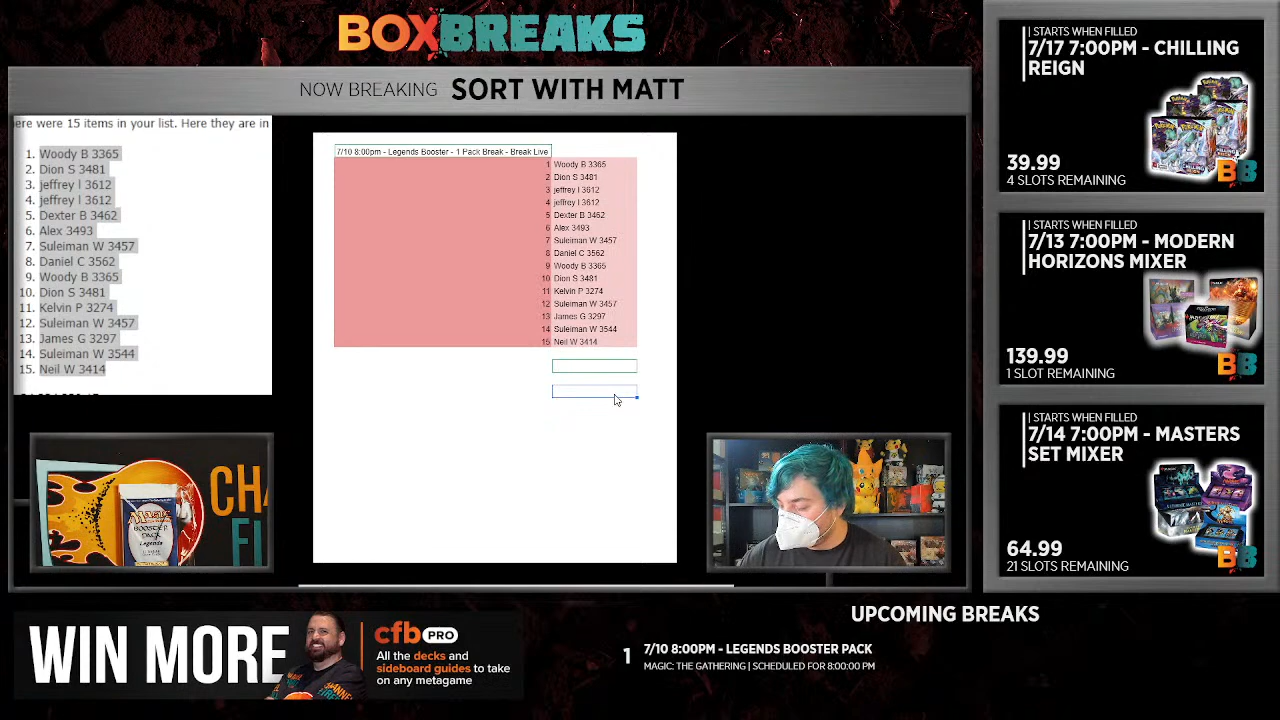 BOXBREAKS
NOW BREAKING SORT WITH MATT
ere were 15 items in your list. Here they are in
1. Woody B 3365
2. Dion S 3481
3. jeffrey l 3612
4. jeffrey l 3612
5. Dexter B 3462
6. Alex 3493
7. Suleiman W 3457
8. Daniel C 3562
9. Woody B 3365
10. Dion S 3481
11. Kelvin P 3274
12. Suleiman W 3457
13. James G 3297
14. Suleiman W 3544
15. Neil W 3414
7/10 8:00pm - Legends Booster - 1 Pack Break - Break Live
1 Woody B 3365
2 Dion S 3481
3 jeffrey l 3612
4 jeffrey l 3612
5 Dexter B 3462
6 Alex 3493
7 Suleiman W 3457
8 Daniel C 3562
9 Woody B 3365
10 Dion S 3481
11 Kelvin P 3274
12 Suleiman W 3457
13 James G 3297
14 Suleiman W 3544
15 Neil W 3414
MAGIC
BOOSTER
PACK
Legends
CHA
FI
STARTS WHEN FILLED
7/17 7:00PM - CHILLING
REIGN
39.99
4 SLOTS REMAINING
BB
STARTS WHEN FILLED
7/13 7:00PM - MODERN
HORIZONS MIXER
139.99
1 SLOT REMAINING
BB
STARTS WHEN FILLED
7/14 7:00PM - MASTERS
SET MIXER
64.99
21 SLOTS REMAINING
BB
WIN MORE
cfb PRO
All the decks and
sideboard guides to take
on any metagame
UPCOMING BREAKS
1 7/10 8:00PM - LEGENDS BOOSTER PACK
MAGIC: THE GATHERING | SCHEDULED FOR 8:00:00 PM